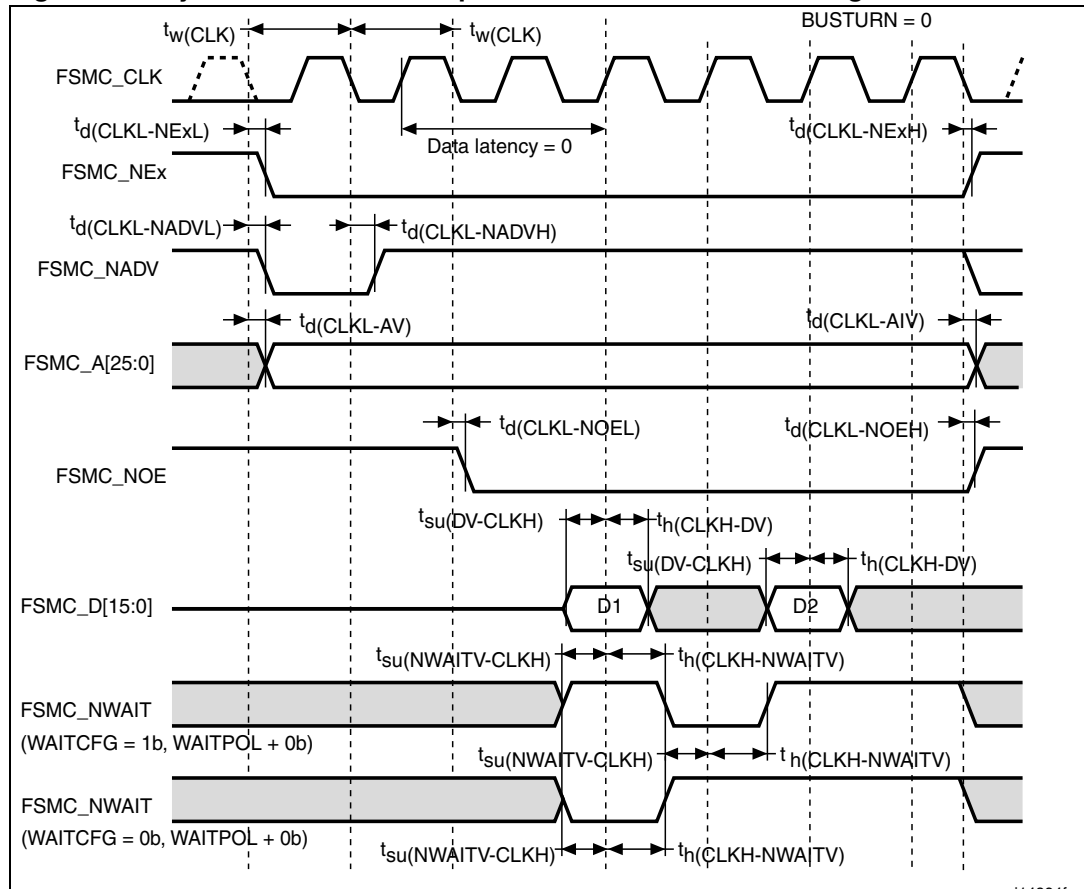 BUSTURN = 0
tw(CLK)
tw(CLK)
FSMC_CLK
td(CLKL-NExL)
Data latency = 0
td(CLKL-NExH)
FSMC_NEx
td(CLKL-NADVL)
td(CLKL-NADVH)
FSMC_NADV
td(CLKL-AV)
td(CLKL-AIV)
FSMC_A[25:0]
td(CLKL-NOEL)
td(CLKL-NOEH)
FSMC_NOE
tsu(DV-CLKH)
th(CLKH-DV)
tsu(DV-CLKH)
th(CLKH-DV)
FSMC_D[15:0]
D1
D2
tsu(NWAITV-CLKH)
th(CLKH-NWAITV)
FSMC_NWAIT
(WAITCFG = 1b, WAITPOL + 0b)
tsu(NWAITV-CLKH)
t h(CLKH-NWAITV)
FSMC_NWAIT
(WAITCFG = 0b, WAITPOL + 0b)
tsu(NWAITV-CLKH)
th(CLKH-NWAITV)